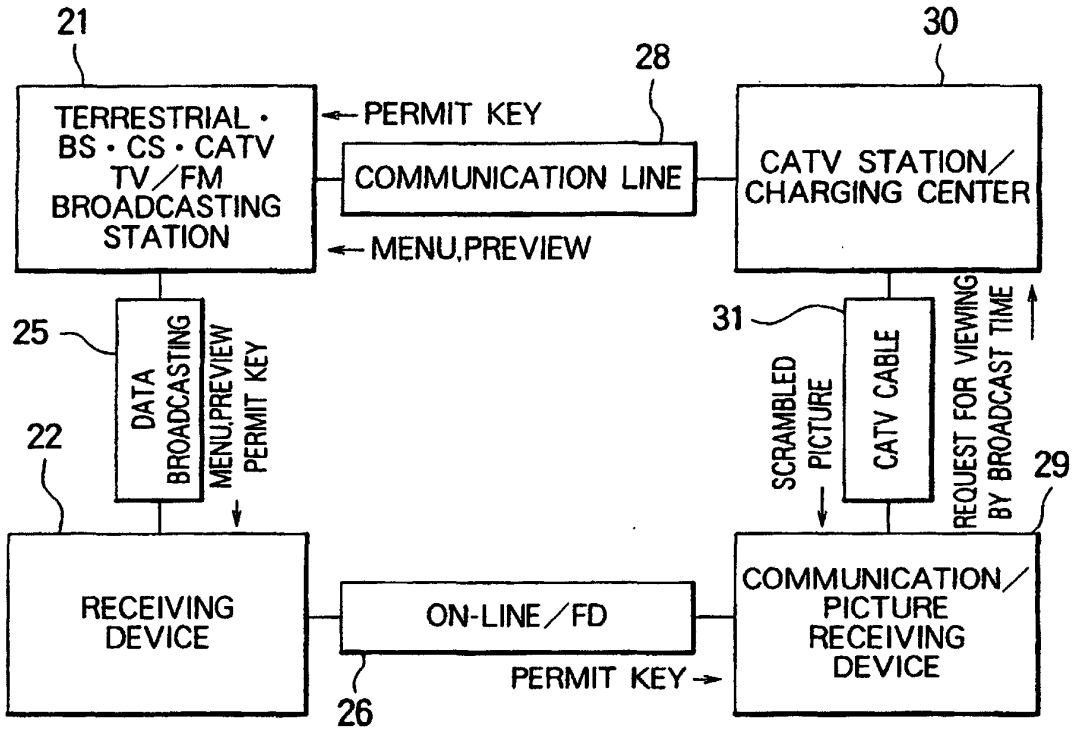 21
28
30
TERRESTRIAL・
BS・CS・CATV
TV/FM
BROADCASTING
STATION
←PERMIT KEY
COMMUNICATION LINE
←MENU,PREVIEW
CATV STATION/
CHARGING CENTER
25
DATA
BROADCASTING
MENU,PREVIEW
PERMIT KEY
↓
31
SCRAMBLED
PICTURE
↓
CATV CABLE
REQUEST FOR VIEWING
BY BROADCAST TIME
↑
22
29
RECEIVING
DEVICE
ON-LINE/FD
26
PERMIT KEY→
COMMUNICATION/
PICTURE
RECEIVING
DEVICE